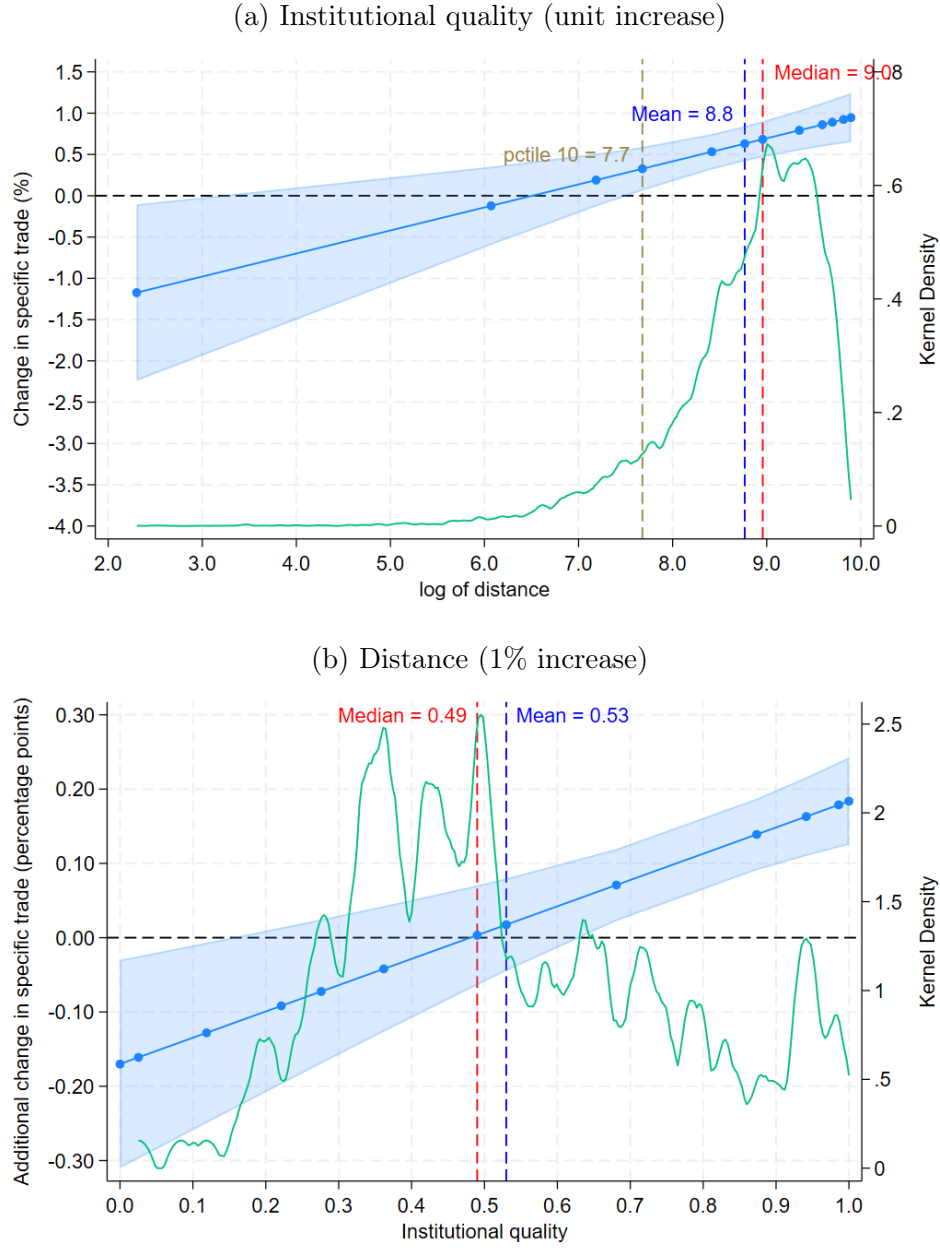 (a) Institutional quality (unit increase)
Change in specific trade (%)
1.5
1.0
0.5
0.0
-0.5
-1.0
-1.5
-2.0
-2.5
-3.0
-3.5
-4.0
Median = 9.0
Mean = 8.8
pctile 10 = 7.7
.8
.6
.4
.2
0
Kernel Density
2.0 3.0 4.0 5.0 6.0 7.0 8.0 9.0 10.0
log of distance
(b) Distance (1% increase)
Additional change in specific trade (percentage points)
0.30
0.20
0.10
0.00
-0.10
-0.20
-0.30
Median = 0.49 Mean = 0.53
2.5
2
1.5
1
.5
0
Kernel Density
0.0 0.1 0.2 0.3 0.4 0.5 0.6 0.7 0.8 0.9 1.0
Institutional quality